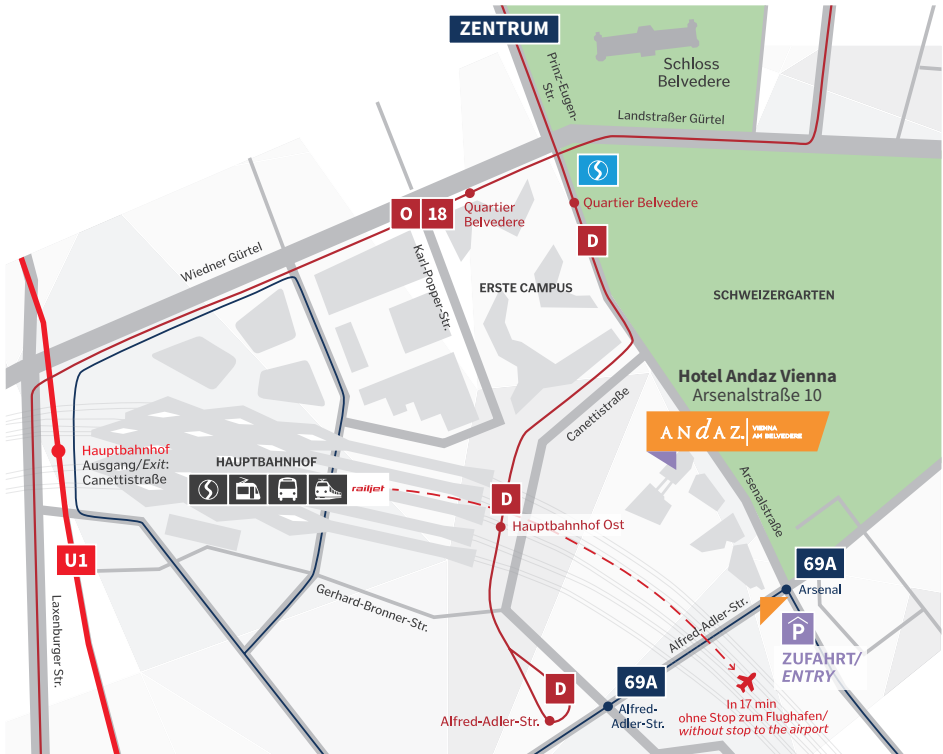 ZENTRUM
Prinz-Eugen-
Str.
Schloss
Belvedere
Landstraßer Gürtel
Quartier Belvedere
O 18
Quartier
Belvedere
D
Wiedner Gürtel
Karl-Popper-Str.
ERSTE CAMPUS
SCHWEIZERGARTEN
Hotel Andaz Vienna
Arsenalstraße 10
ANdAZ.
VIENNA
AM BELVEDERE
Canettistraße
Hauptbahnhof
Ausgang/Exit:
Canettistraße
HAUPTBAHNHOF
railjet
D
Hauptbahnhof Ost
Arsenalstraße
U1
69A
Arsenal
Laxenburger Str.
Gerhard-Bronner-Str.
Alfred-Adler-Str.
P
ZUFAHRT/
ENTRY
D
69A
Alfred-Adler-Str.
Alfred-
Adler-Str.
In 17 min
ohne Stop zum Flughafen/
without stop to the airport